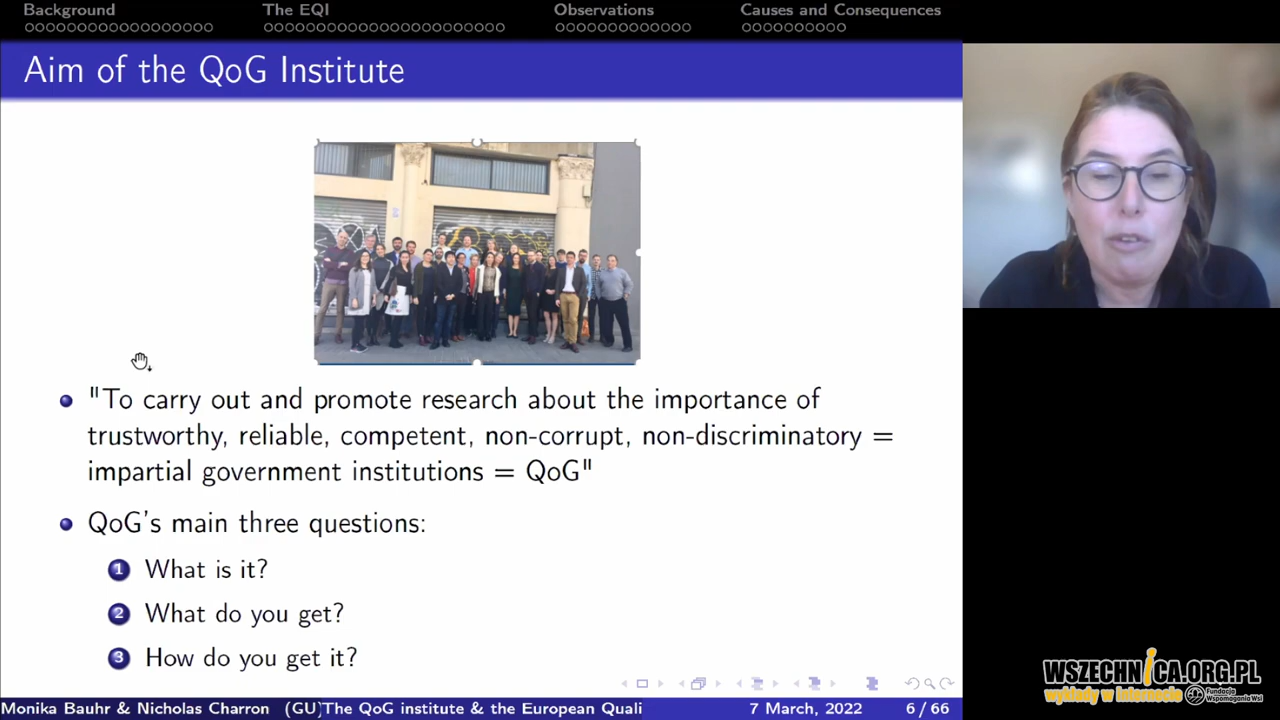 Background
The EQI
Observations
Causes and Consequences
Aim of the QoG Institute
"To carry out and promote research about the importance of
trustworthy, reliable, competent, non-corrupt, non-discriminatory =
impartial government institutions = QoG"
QoG's main three questions:
1 What is it?
2 What do you get?
3 How do you get it?
Monika Bauhr & Nicholas Charron (GU) The QoG institute & the European Quali
7 March, 2022
6 / 66
WSZECHNICA.ORG.PL
wykłady w internecie
Fundacja
Wspomagania Wsi